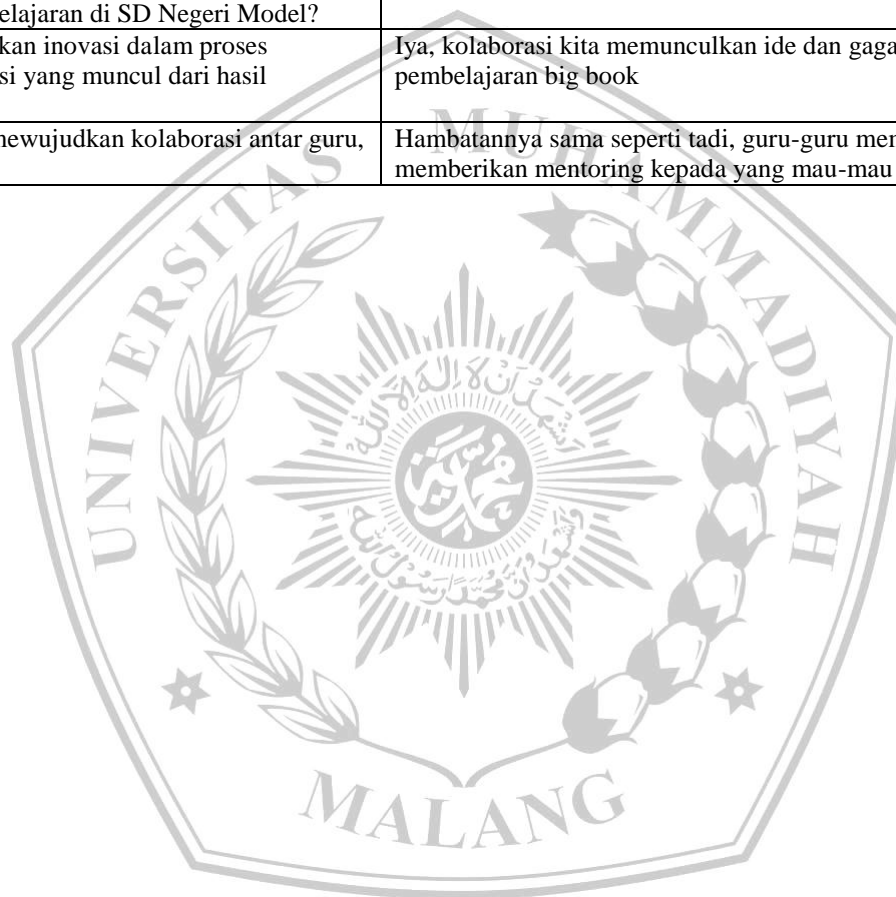 elajaran di SD Negeri Model?
kan inovasi dalam proses
si yang muncul dari hasil
Iya, kolaborasi kita memunculkan ide dan gaga
pembelajaran big book
ewujudkan kolaborasi antar guru,
Hambatannya sama seperti tadi, guru-guru mer
memberikan mentoring kepada yang mau-mau
UNIVERSITAS MUHAMMADIYAH
MALANG